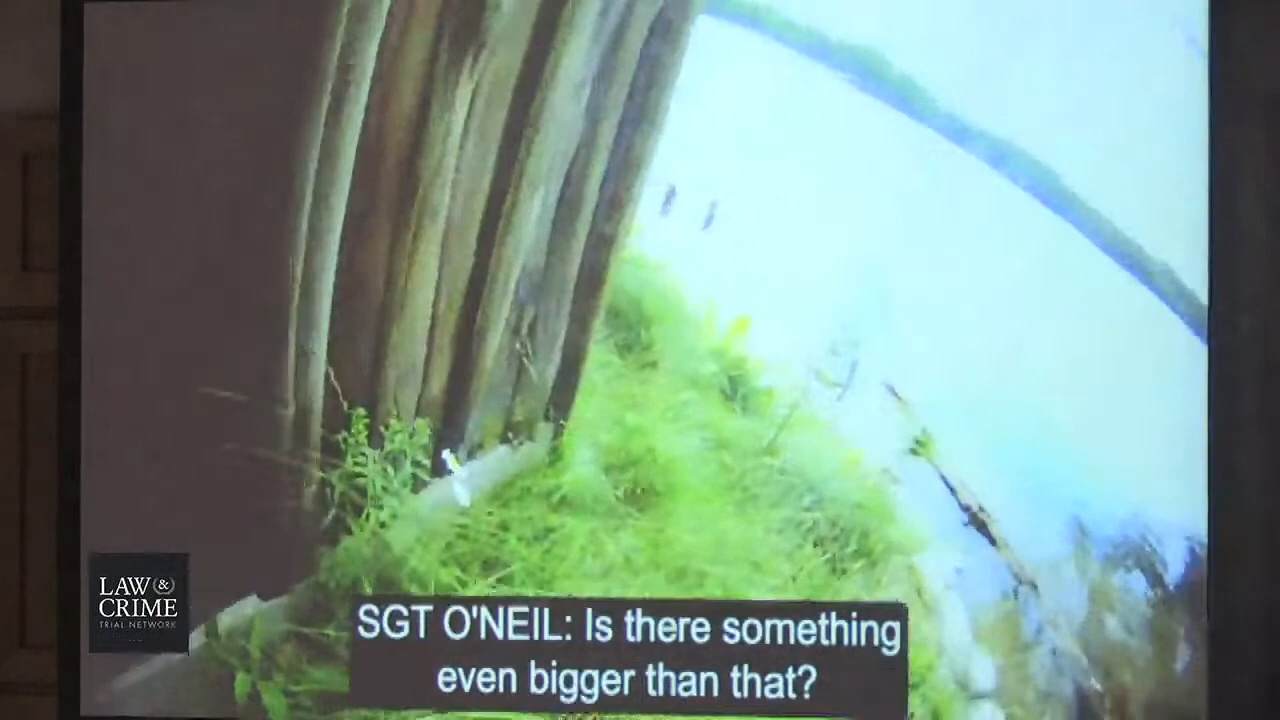 LAW & CRIME
TRIAL NETWORK
SGT O'NEIL: Is there something
even bigger than that?